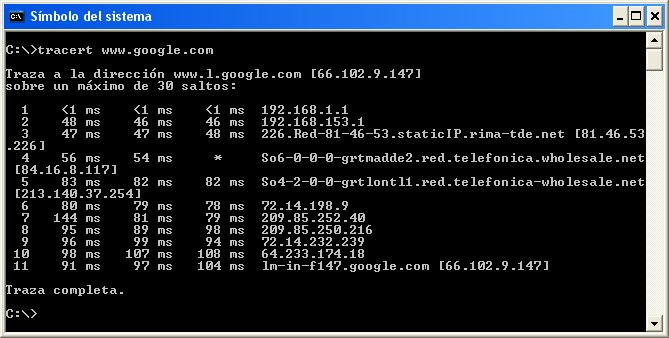 Símbolo del sistema
C:\>tracert www.google.com
Traza a la dirección www.l.google.com [66.102.9.147]
sobre un máximo de 30 saltos:
1 <1 ms <1 ms <1 ms 192.168.1.1
2 48 ms 46 ms 46 ms 192.168.153.1
3 47 ms 47 ms 48 ms 226.Red-81-46-53.staticIP.rima-tde.net [81.46.53
.226]
4 56 ms 54 ms * So6-0-0-0-grtmadde2.red.telefonica.wholesale.net
[84.16.8.117]
5 83 ms 82 ms 82 ms So4-2-0-0-grtlontl1.red.telefonica-wholesale.net
[213.140.37.254]
6 80 ms 79 ms 78 ms 72.14.198.9
7 144 ms 81 ms 79 ms 209.85.252.40
8 95 ms 89 ms 98 ms 209.85.250.216
9 96 ms 99 ms 94 ms 72.14.232.239
10 98 ms 107 ms 108 ms 64.233.174.18
11 91 ms 97 ms 104 ms lm-in-f147.google.com [66.102.9.147]
Traza completa.
C:\>